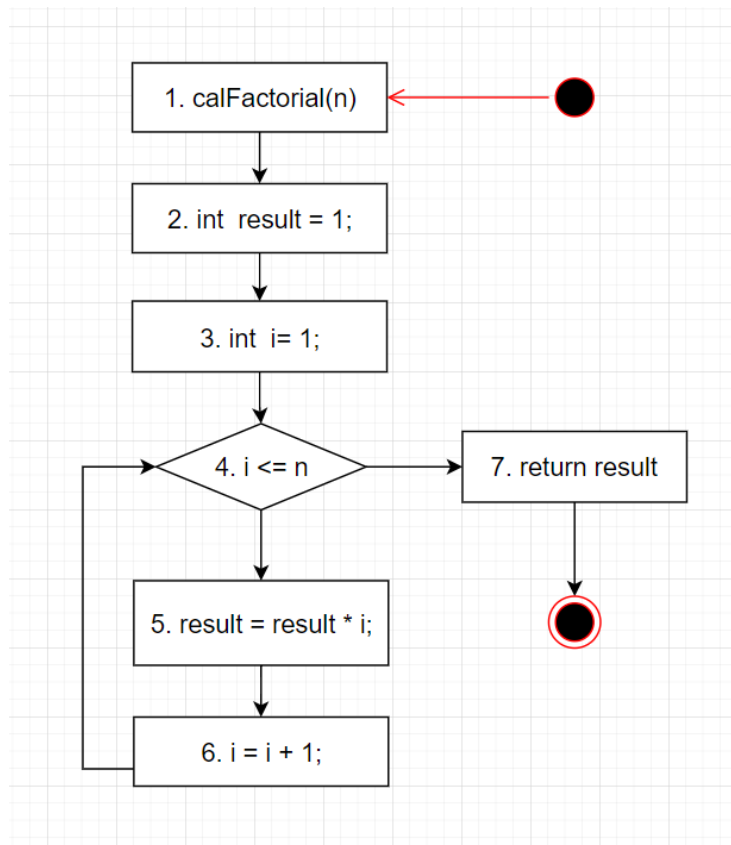 1. calFactorial(n)
2. int  result = 1;
3. int  i= 1;
4. i <= n
7. return result
5. result = result * i;
6. i = i + 1;